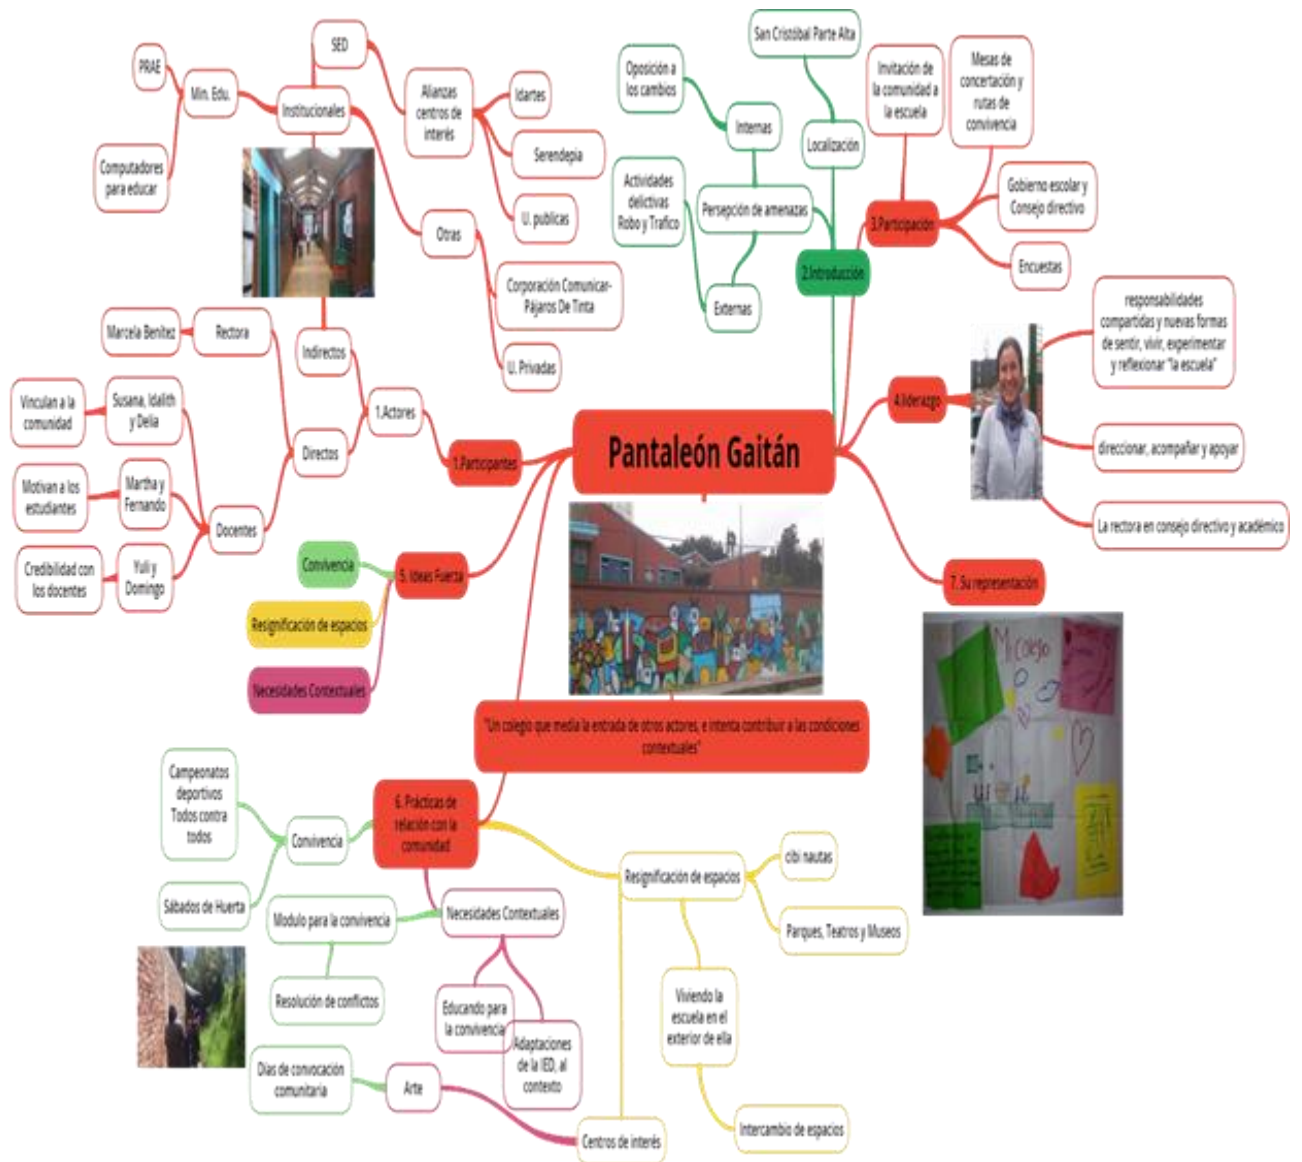 SED
San Cristóbal Parte Alta
PRAE
Min. Edu.
Institucionales
Alianzas
centros de
interés
Idartes
Serendepia
U. publicas
Computadores
para educar
Otras
Corporación Comunicar-
Pájaros De Tinta
U. Privadas
Oposición a
los cambios
Internas
Actividades
delictivas
Robo y Trafico
Persepción de amenazas
Externas
Localización
2.Introducción
Invitación de
la comunidad a
la escuela
Mesas de
concertación y
rutas de
convivencia
3.Participación
Gobierno escolar y
Consejo directivo
Encuestas
Marcela Benítez
Rectora
Indirectos
1.Actores
Directos
1.Participantes
Vinculan a la
comunidad
Susana, Idalith
y Delia
Motivan a los
estudiantes
Martha y
Fernando
Docentes
Credibilidad con
los docentes
Yuli y
Domingo
Pantaleón Gaitán
4.liderazgo
responsabilidades
compartidas y nuevas formas
de sentir, vivir, experimentar
y reflexionar "la escuela"
direccionar, acompañar y apoyar
La rectora en consejo directivo y académico
Convivencia
5. Ideas Fuerza
Resignificación de espacios
Necesidades Contextuales
7. Su representación
"Un colegio que media la entrada de otros actores, e intenta contribuir a las condiciones
contextuales"
Campeonatos
deportivos
Todos contra
todos
Convivencia
6. Prácticas de
relación con la
comunidad
Sábados de Huerta
Modulo para la convivencia
Necesidades Contextuales
Resolución de conflictos
Educando para
la convivencia
Adaptaciones
de la IED, al
contexto
Días de convocación
comunitaria
Arte
Centros de interés
Resignificación de espacios
cibi nautas
Parques, Teatros y Museos
Viviendo la
escuela en el
exterior de ella
Intercambio de espacios